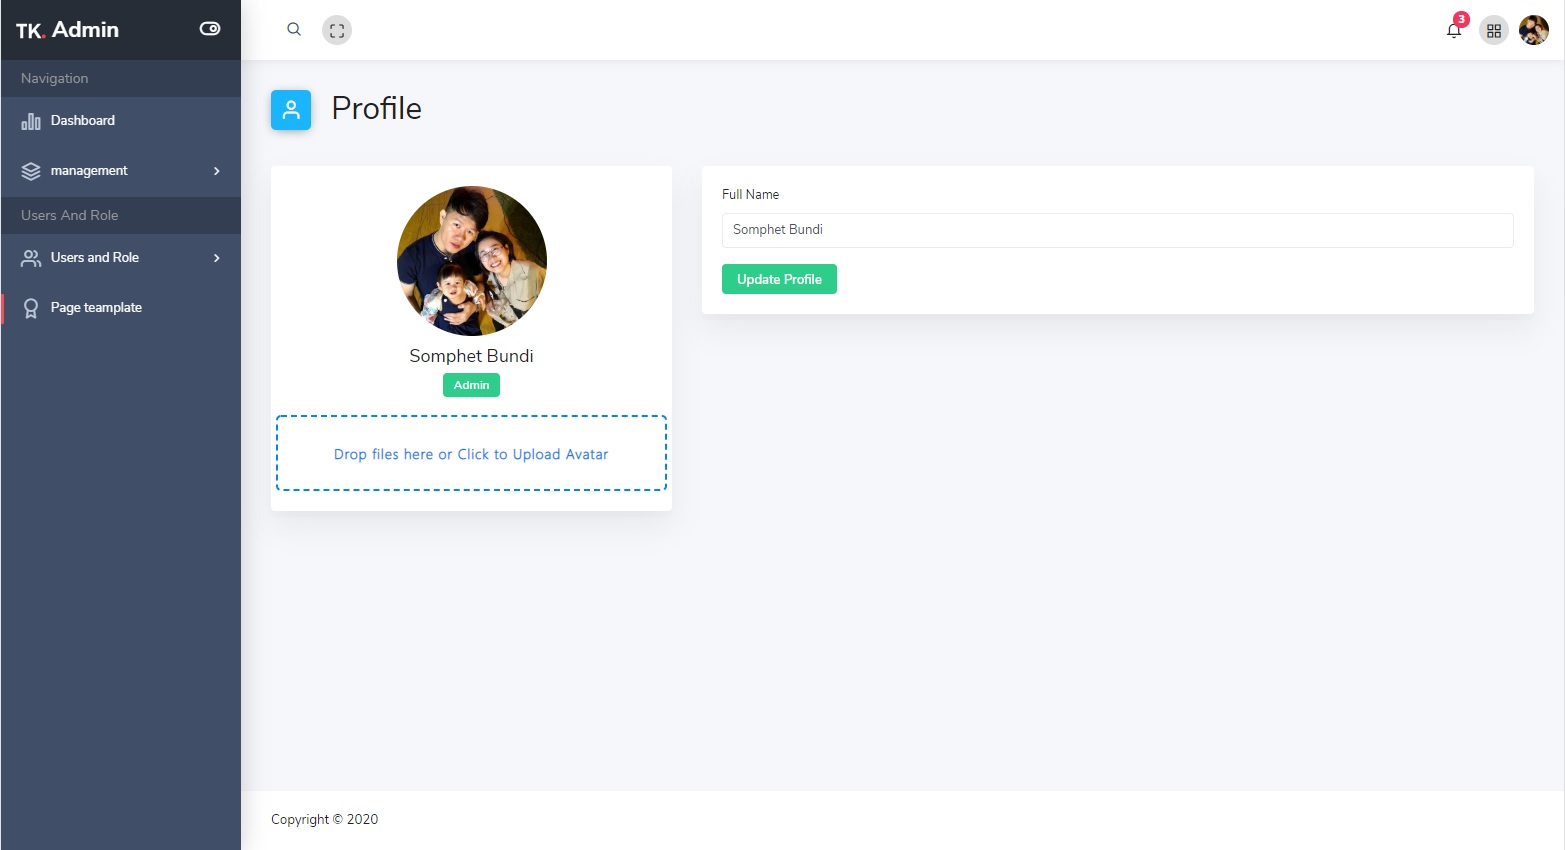 TK. Admin
Navigation
Dashboard
management
Users And Role
Users and Role
Page teamplate
3
Profile
Somphet Bundi
Admin
Drop files here or Click to Upload Avatar
Full Name
Somphet Bundi
Update Profile
Copyright © 2020